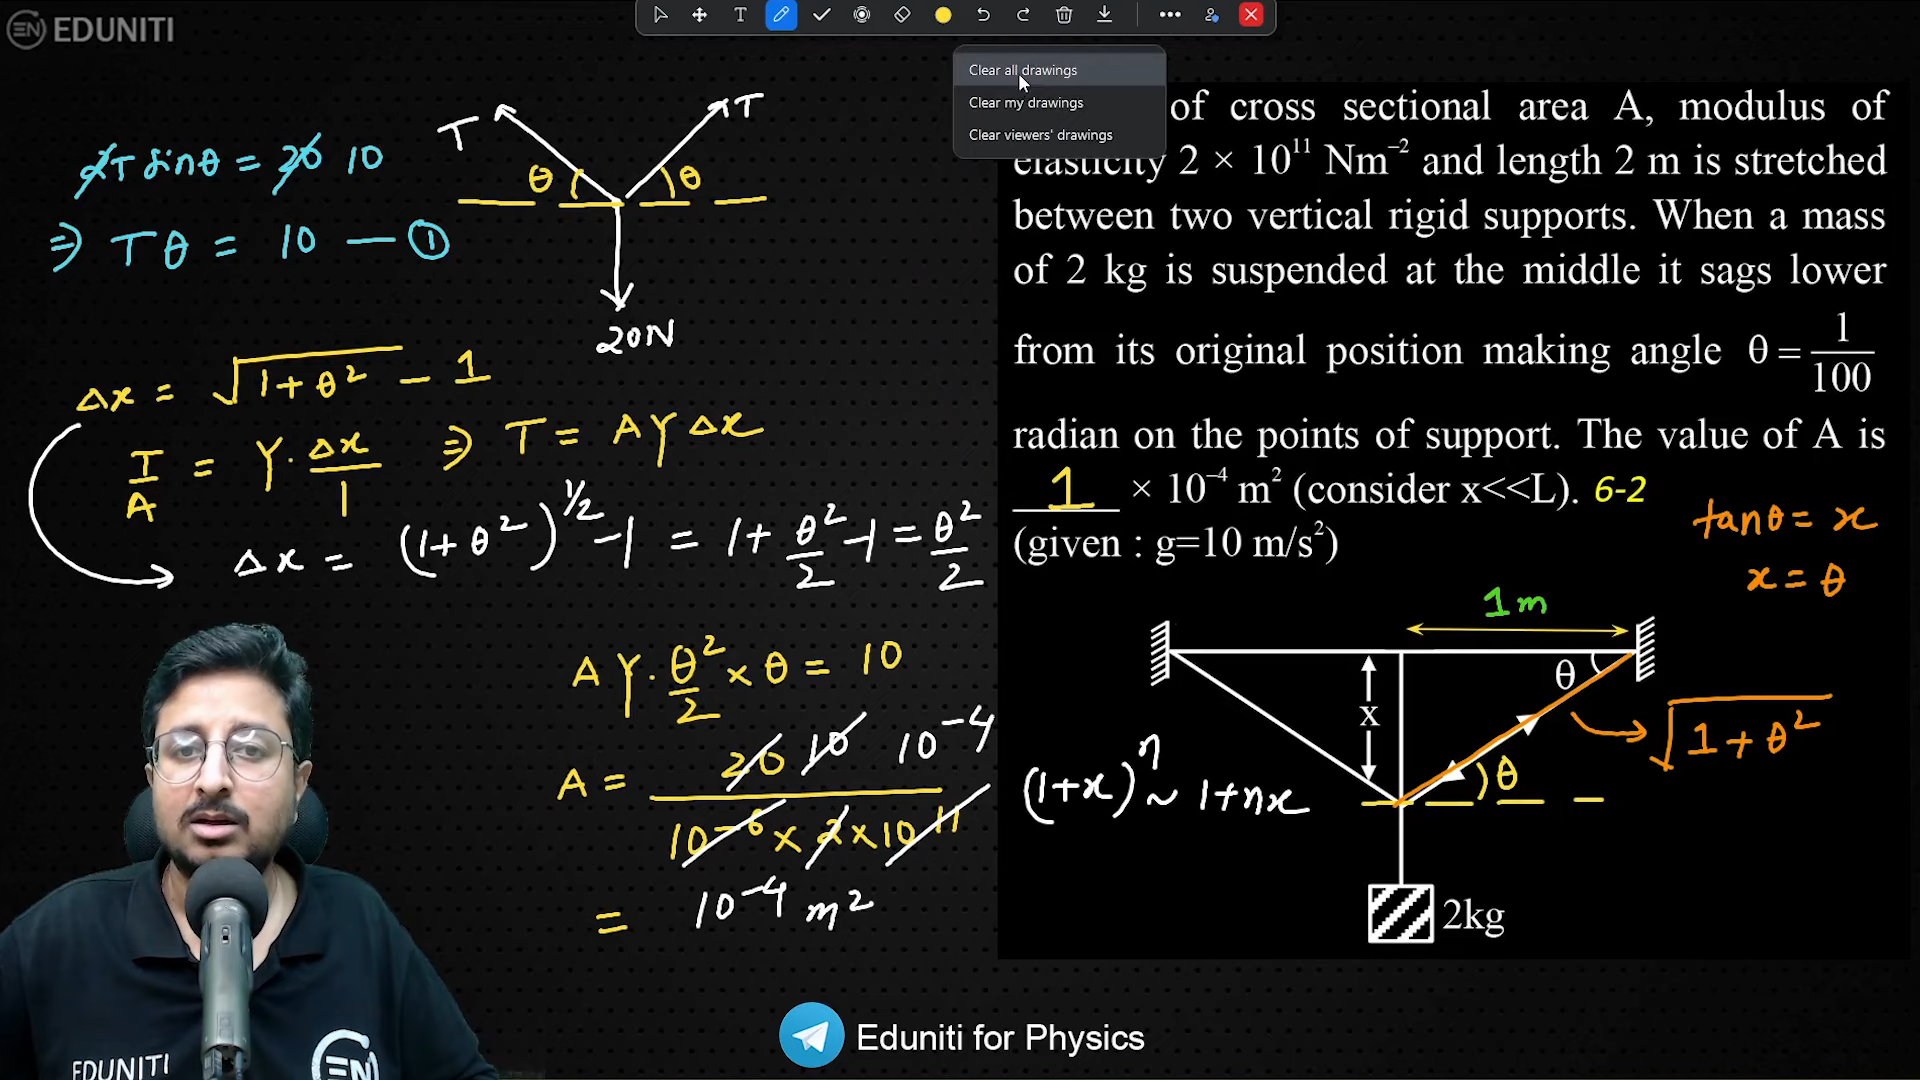 EDUNITI
Clear all drawings
Clear my drawings
Clear viewers' drawings
of cross sectional area A, modulus of
elasticity 2 × 10¹¹ Nm⁻² and length 2 m is stretched
between two vertical rigid supports. When a mass
of 2 kg is suspended at the middle it sags lower
from its original position making angle θ = 1/100
radian on the points of support. The value of A is
1 × 10⁻⁴ m² (consider x<<L). 6-2
(given : g=10 m/s²)
T T
θ θ
20N
2T sinθ = 20 10
⇒ Tθ = 10 — ①
Δx = √(1+θ²) - 1
T/A = Y · Δx/1 ⇒ T = A Y Δx
Δx = (1+θ²)^1/2 - 1 = 1 + θ²/2 - 1 = θ²/2
A Y · θ²/2 × θ = 10
A = 20 10 10⁻⁴ / 10⁻⁶ × 2 × 10¹¹
= 10⁻⁴ m²
tanθ = x
x = θ
1 m
θ
x
√(1 + θ²)
θ
(1+x)ⁿ ~ 1+nx
2kg
EDUNITI
EN
Eduniti for Physics